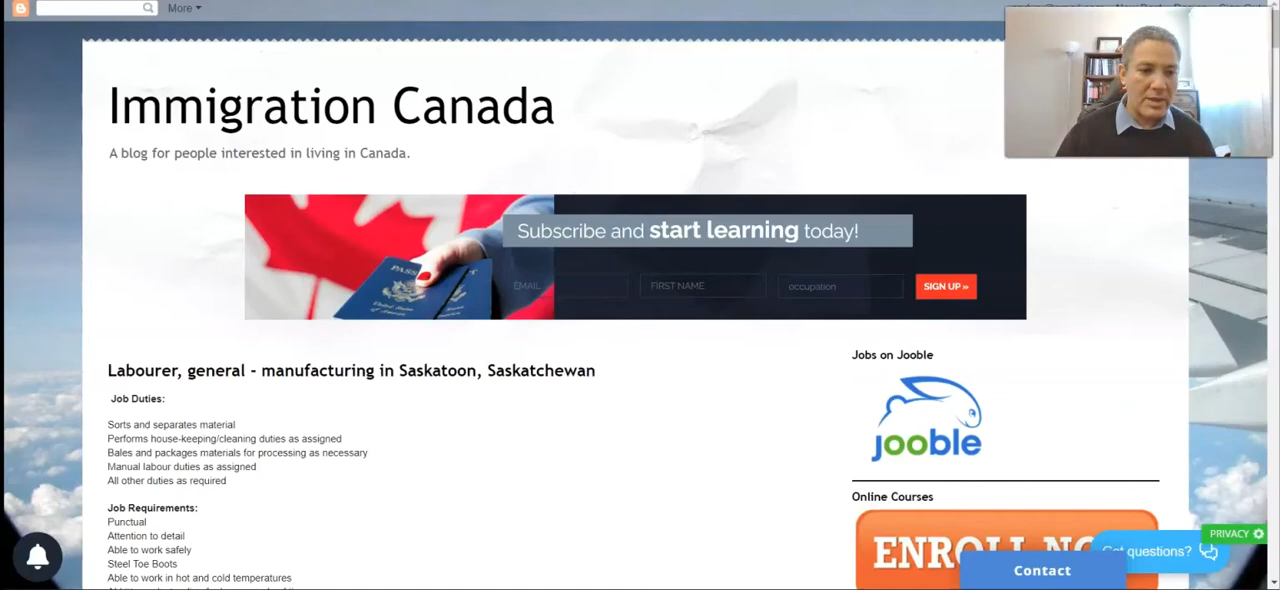 More
Immigration Canada
A blog for people interested in living in Canada.
Subscribe and start learning today!
EMAIL
FIRST NAME
occupation
SIGN UP »
Labourer, general - manufacturing in Saskatoon, Saskatchewan
Job Duties:
Sorts and separates material
Performs house-keeping/cleaning duties as assigned
Bales and packages materials for processing as necessary
Manual labour duties as assigned
All other duties as required
Job Requirements:
Punctual
Attention to detail
Able to work safely
Steel Toe Boots
Able to work in hot and cold temperatures
Jobs on Jooble
jooble
Online Courses
ENROLL
PRIVACY
Got questions?
Contact